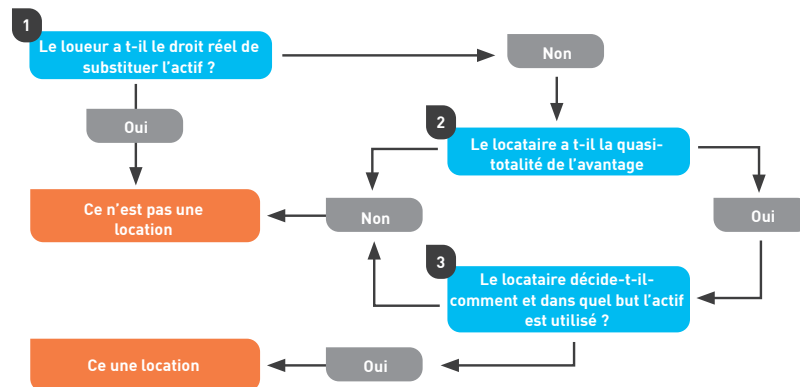 1
Le loueur a t-il le droit réel de
substituer l'actif ?
Non
Oui
2
Le locataire a t-il la quasi-
totalité de l'avantage
Ce n'est pas une
location
Non
Oui
3
Le locataire décide-t-il-
comment et dans quel but l'actif
est utilisé ?
Ce une location
Oui